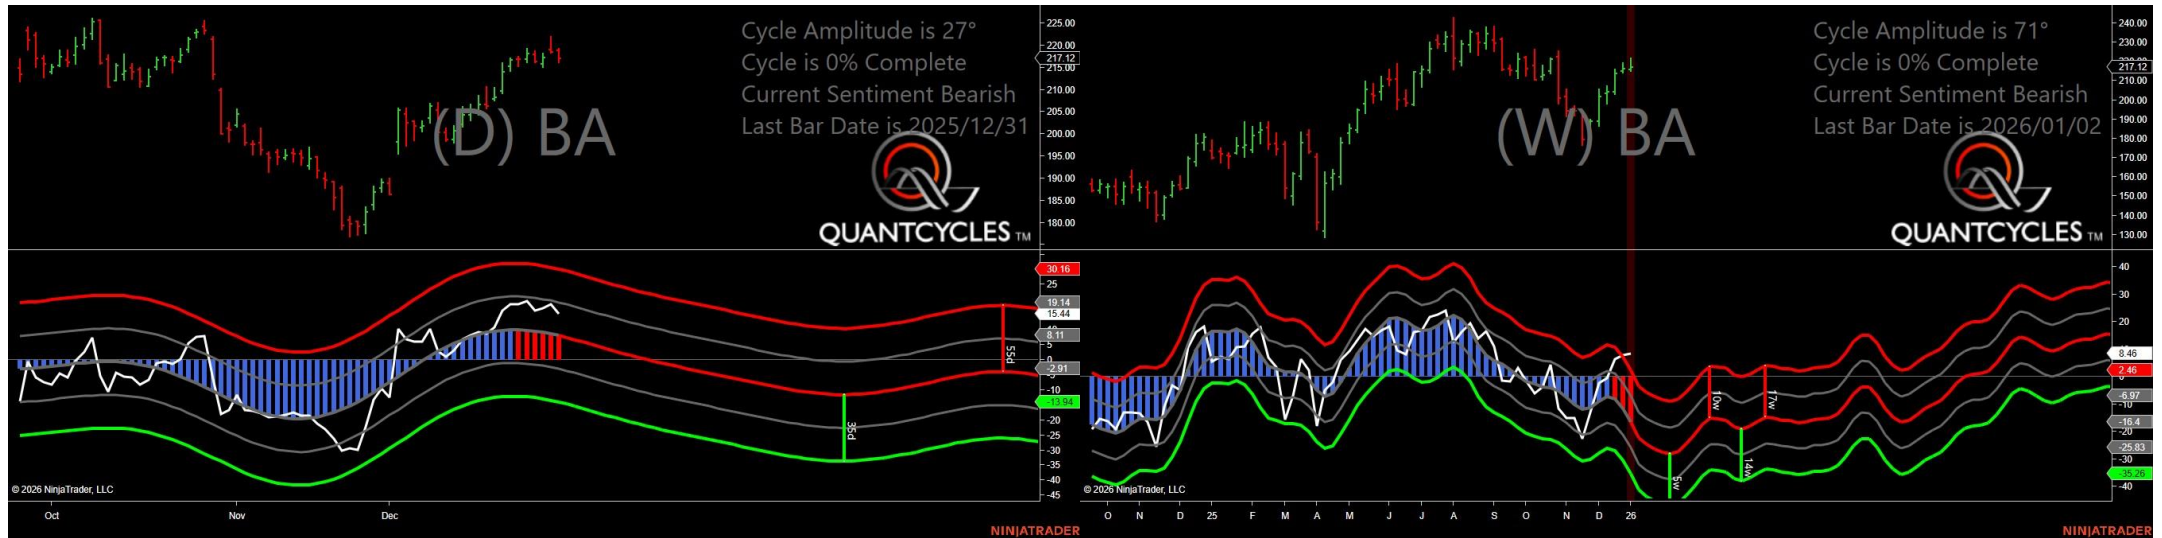 Cycle Amplitude is 27°
Cycle is 0% Complete
Current Sentiment Bearish
Last Bar Date is 2025/12/31
(D) BA
QUANTCYCLES TM
225.00
220.00
217.12
215.00
210.00
205.00
200.00
195.00
190.00
185.00
180.00
30.16
25
19.14
15.44
8.11
5
0
-2.91
-10
-13.94
-20
-25
-30
-35
-40
-45
55d
35d
© 2026 NinjaTrader, LLC
Oct
Nov
Dec
NINJATRADER
Cycle Amplitude is 71°
Cycle is 0% Complete
Current Sentiment Bearish
Last Bar Date is 2026/01/02
(W) BA
QUANTCYCLES TM
240.00
230.00
217.12
210.00
200.00
190.00
180.00
170.00
160.00
150.00
140.00
130.00
40
30
20
8.46
2.46
-6.97
-10
-16.4
-20
-25.83
-30
-35.26
-40
10w
17w
5w
14w
© 2026 NinjaTrader, LLC
O N D 25 F M A M J J A S O N D 26
NINJATRADER